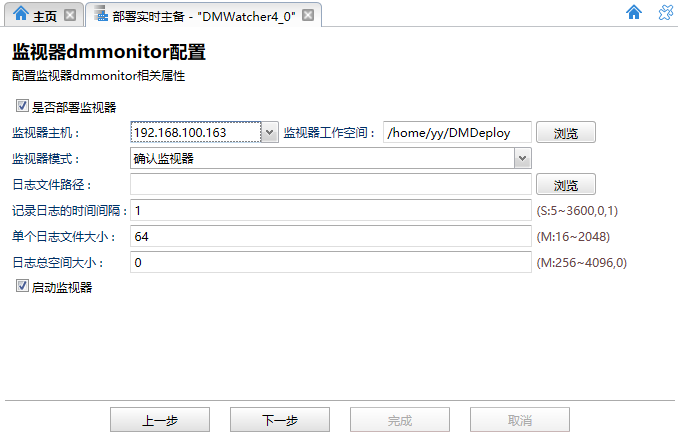 主页 部署实时主备 - "DMWatcher4_0"
监视器dmmonitor配置
配置监视器dmmonitor相关属性
是否部署监视器
监视器主机： 192.168.100.163 监视器工作空间： /home/yy/DMDeploy 浏览
监视器模式： 确认监视器
日志文件路径： 浏览
记录日志的时间间隔： 1 (S:5~3600,0,1)
单个日志文件大小： 64 (M:16~2048)
日志总空间大小： 0 (M:256~4096,0)
启动监视器
上一步 下一步 完成 取消